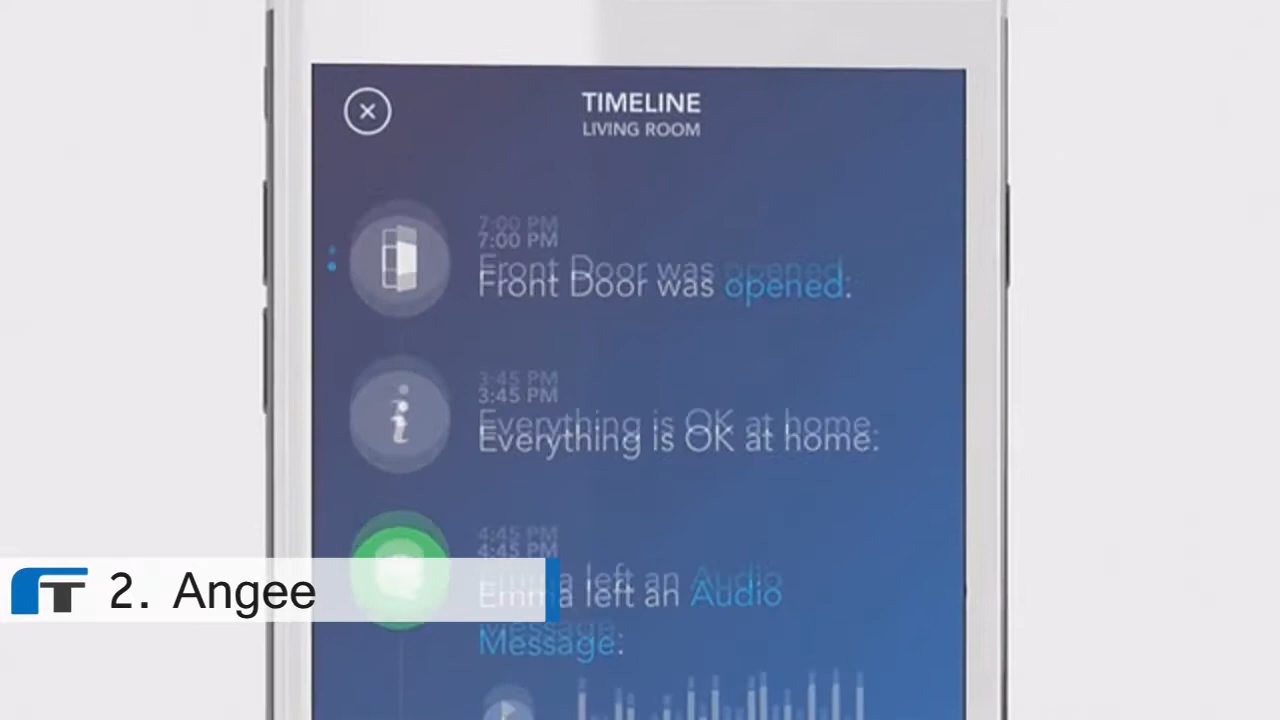 TIMELINE
LIVING ROOM
7:00 PM
Front Door was opened.
3:45 PM
Everything is OK at home.
4:45 PM
Emma left an Audio
Message.
2. Angee